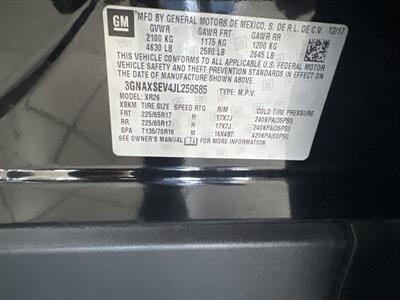 GM MFD BY GENERAL MOTORS DE MEXICO, S. DE R.L. DE C.V. 12/17
GVWR GAWR FRT GAWR RR
2100 KG 1175 KG 1200 KG
4630 LB 2590 LB 2645 LB
THIS VEHICLE CONFORMS TO ALL APPLICABLE U.S. FEDERAL
MOTOR VEHICLE SAFETY, BUMPER, AND THEFT PREVENTION
STANDARDS IN EFFECT ON THE DATE OF MANUFACTURE SHOWN ABOVE.
3GNAXSEV4JL259585 TYPE: M.P.V.
MODEL: XR26
XBKM TIRE SIZE SPEED RTG RIM COLD TIRE PRESSURE
FRT 225/65R17 H 17X7J 240KPA(35PSI)
RR 225/65R17 H 17X7J 240KPA(35PSI)
SPA T135/70R16 M 16X4BT 420KPA(60PSI)
SEE OWNER'S MANUAL FOR MORE INFORMATION.